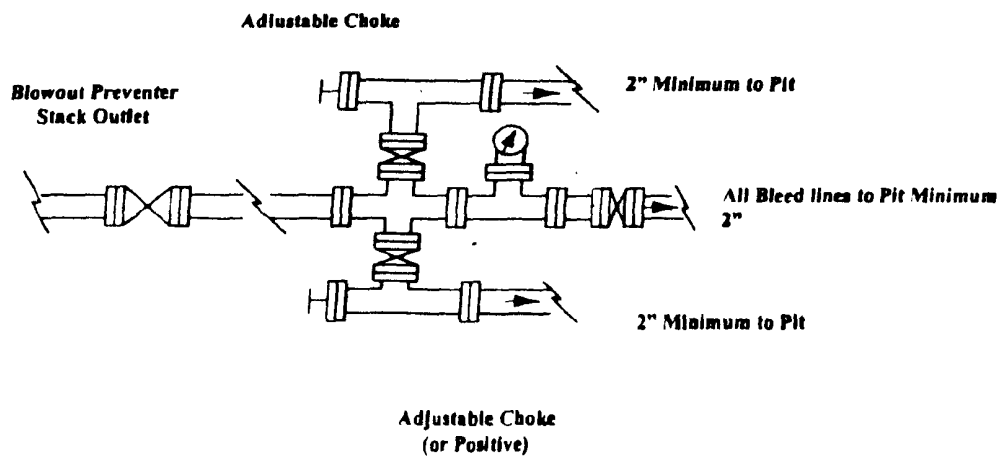 Adjustable Choke
Blowout Preventer
Stack Outlet
2" Minimum to Pit
All Bleed lines to Pit Minimum
2"
2" Minimum to Pit
Adjustable Choke
(or Positive)